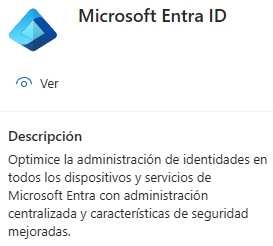 Microsoft Entra ID
Ver
Descripción
Optimice la administración de identidades en
todos los dispositivos y servicios de
Microsoft Entra con administración
centralizada y características de seguridad
mejoradas.